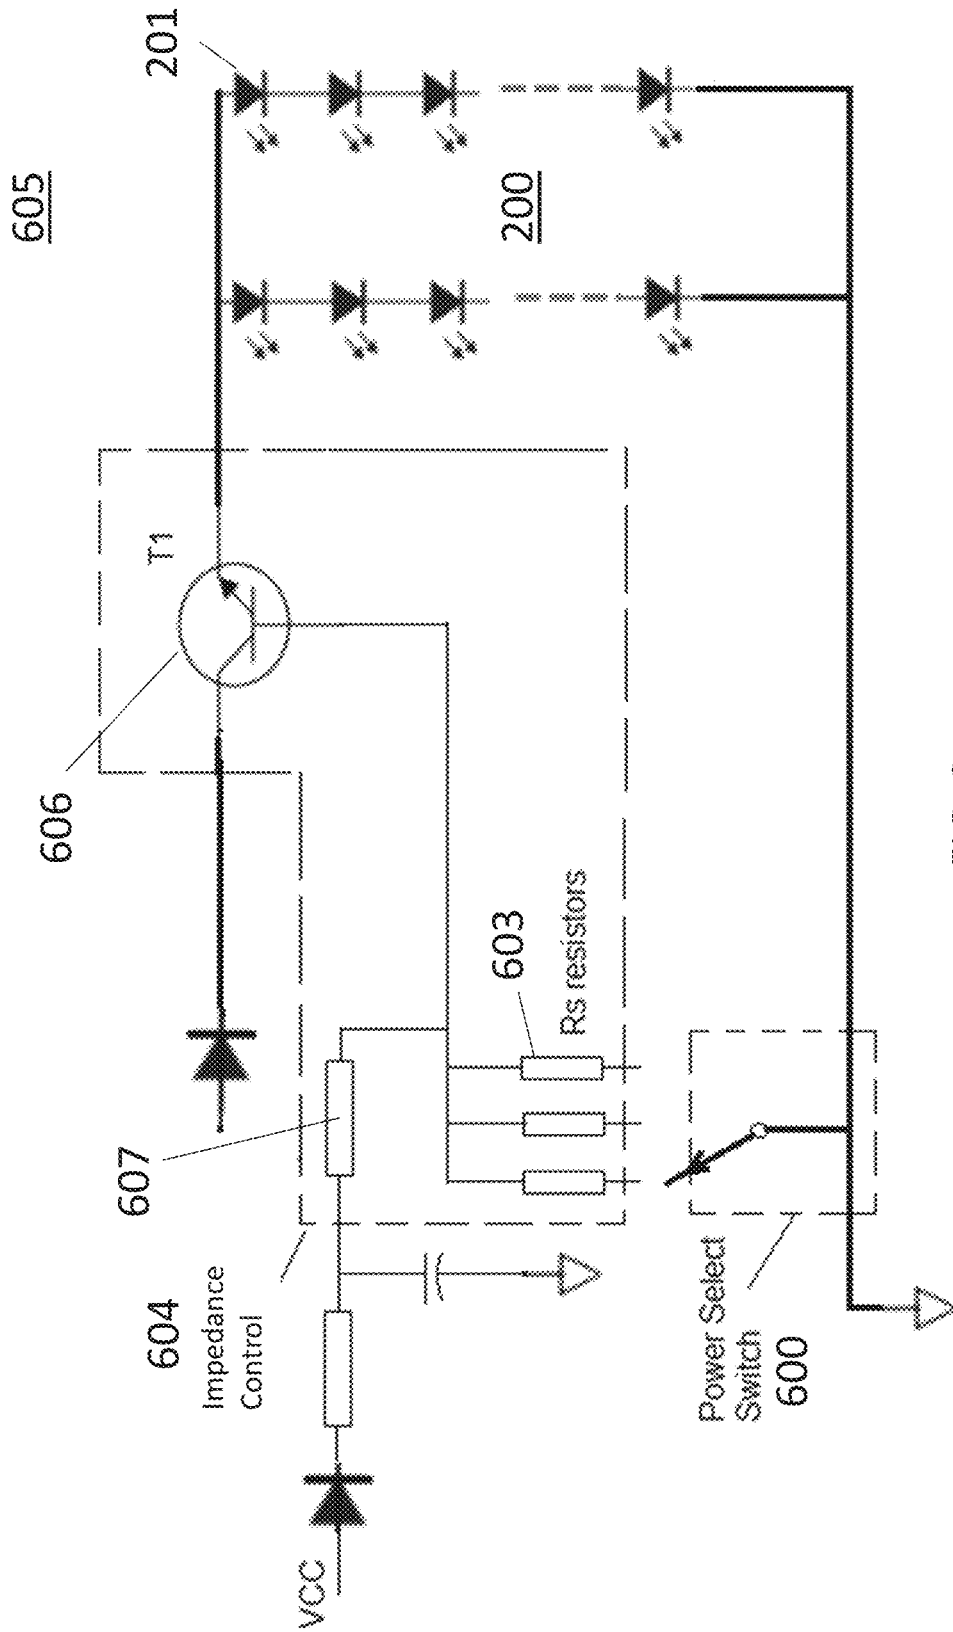 605
201
200
T1
606
603
Rs resistors
607
604
Impedance
Control
Power Select
Switch
600
VCC